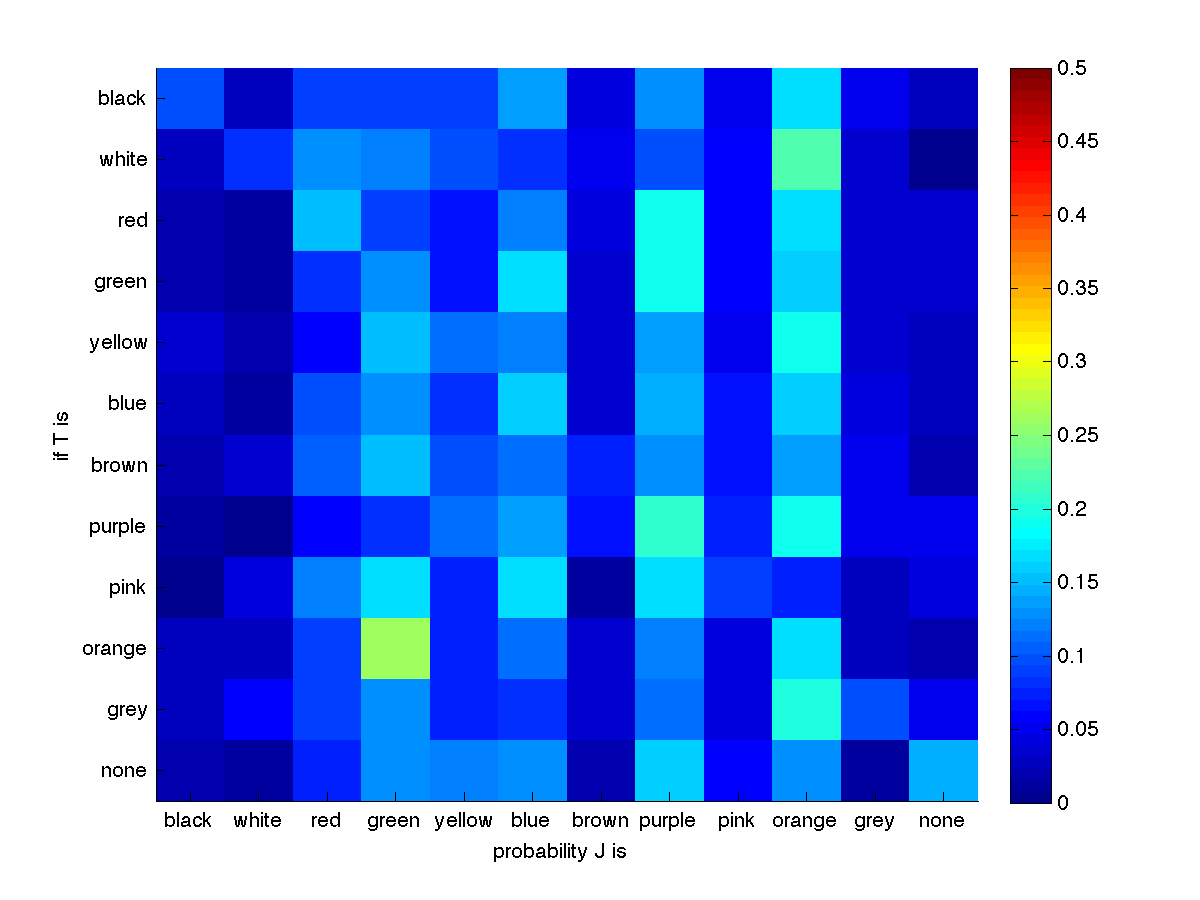 black
white
red
green
yellow
blue
brown
purple
pink
orange
grey
none
if T is
black white red green yellow blue brown purple pink orange grey none
probability J is
0.5
0.45
0.4
0.35
0.3
0.25
0.2
0.15
0.1
0.05
0